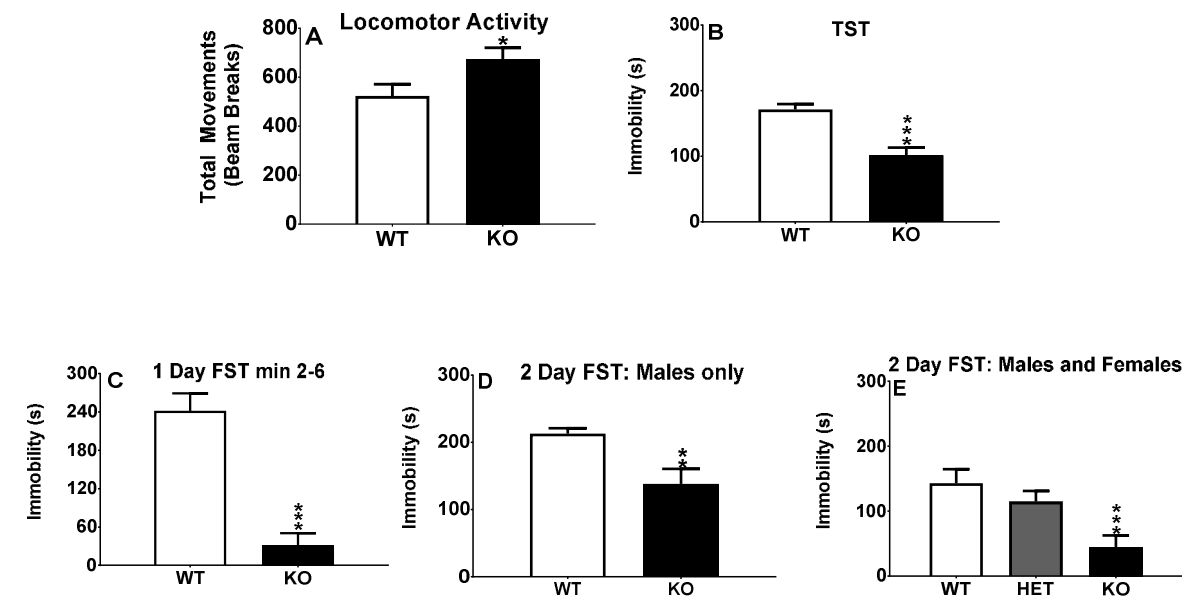 A
Locomotor Activity
Total Movements
(Beam Breaks)
800
600
400
200
0
*
WT
KO
B
TST
Immobility (s)
300
200
100
0
***
WT
KO
C
1 Day FST min 2-6
Immobility (s)
300
240
180
120
60
0
***
WT
KO
D
2 Day FST: Males only
Immobility (s)
300
200
100
0
**
WT
KO
2 Day FST: Males and Females
E
Immobility (s)
300
200
100
0
***
WT
HET
KO